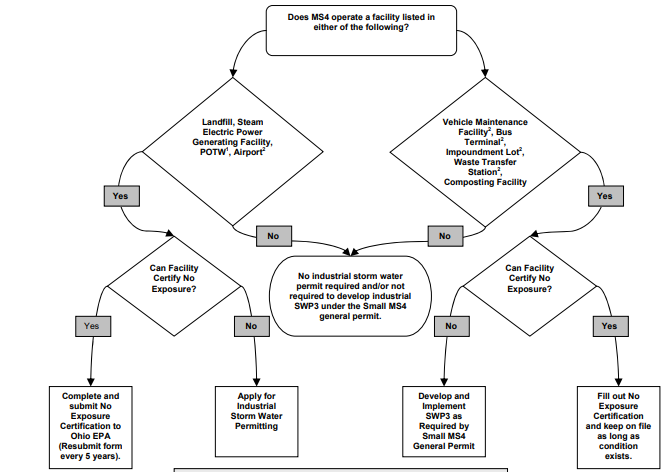 Does MS4 operate a facility listed in
either of the following?
Landfill, Steam
Electric Power
Generating Facility,
POTW¹, Airport²
Vehicle Maintenance
Facility², Bus
Terminal²,
Impoundment Lot²,
Waste Transfer
Station²,
Composting Facility
Yes
No
No
Yes
Can Facility
Certify No
Exposure?
No industrial storm water
permit required and/or not
required to develop industrial
SWP3 under the Small MS4
general permit.
Can Facility
Certify No
Exposure?
Yes
No
No
Yes
Complete and
submit No
Exposure
Certification to
Ohio EPA
(Resubmit form
every 5 years).
Apply for
Industrial
Storm Water
Permitting
Develop and
Implement
SWP3 as
Required by
Small MS4
General Permit
Fill out No
Exposure
Certification
and keep on file
as long as
condition
exists.